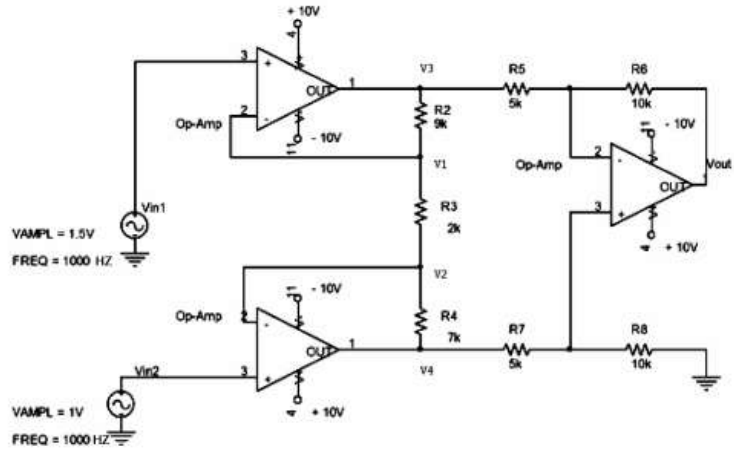 + 10V
4
3
+
OUT
1
2
-
Op-Amp
11
- 10V
V3
R2
9k
V1
R3
2k
V2
R4
7k
V4
R5
5k
R6
10k
11
- 10V
Op-Amp
2
-
OUT
Vout
3
+
4
+ 10V
Vin1
VAMPL = 1.5V
FREQ = 1000 HZ
11
- 10V
Op-Amp
2
-
OUT
1
3
+
4
+ 10V
R7
5k
R8
10k
Vin2
VAMPL = 1V
FREQ = 1000 HZ